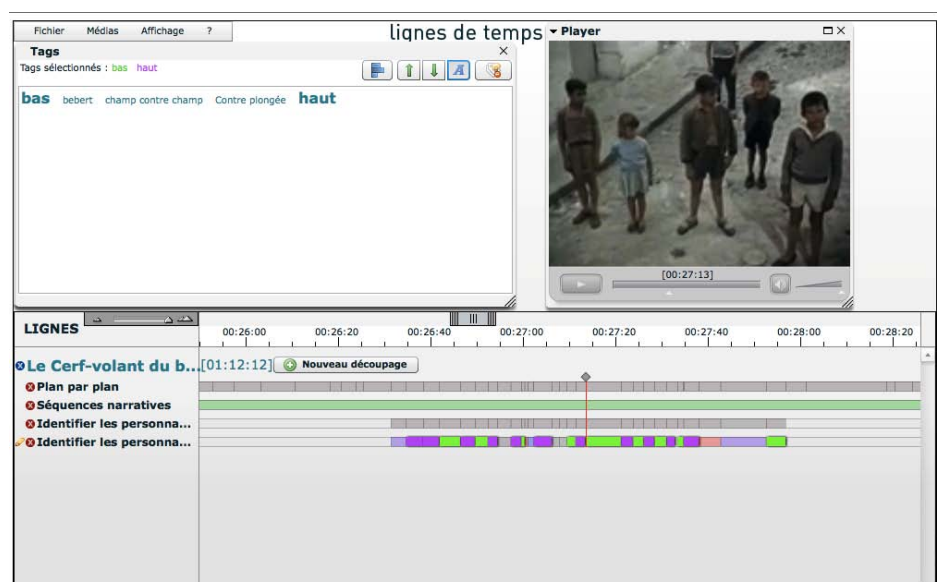 Fichier Médias Affichage ?
lignes de temps
Player
Tags
Tags sélectionnés : bas haut
A
bas bebert champ contre champ Contre plongée haut
[00:27:13]
LIGNES
00:26:00 00:26:20 00:26:40 00:27:00 00:27:20 00:27:40 00:28:00 00:28:20
Le Cerf-volant du b... [01:12:12] Nouveau découpage
Plan par plan
Séquences narratives
Identifier les personna...
Identifier les personna...